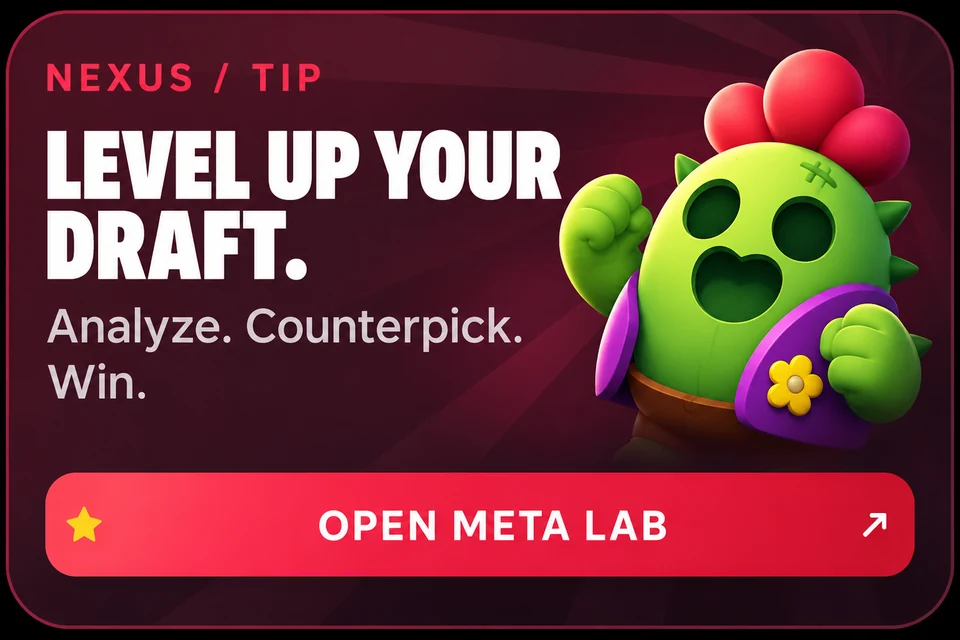 NEXUS / TIP
LEVEL UP YOUR
DRAFT.
Analyze. Counterpick.
Win.
OPEN META LAB